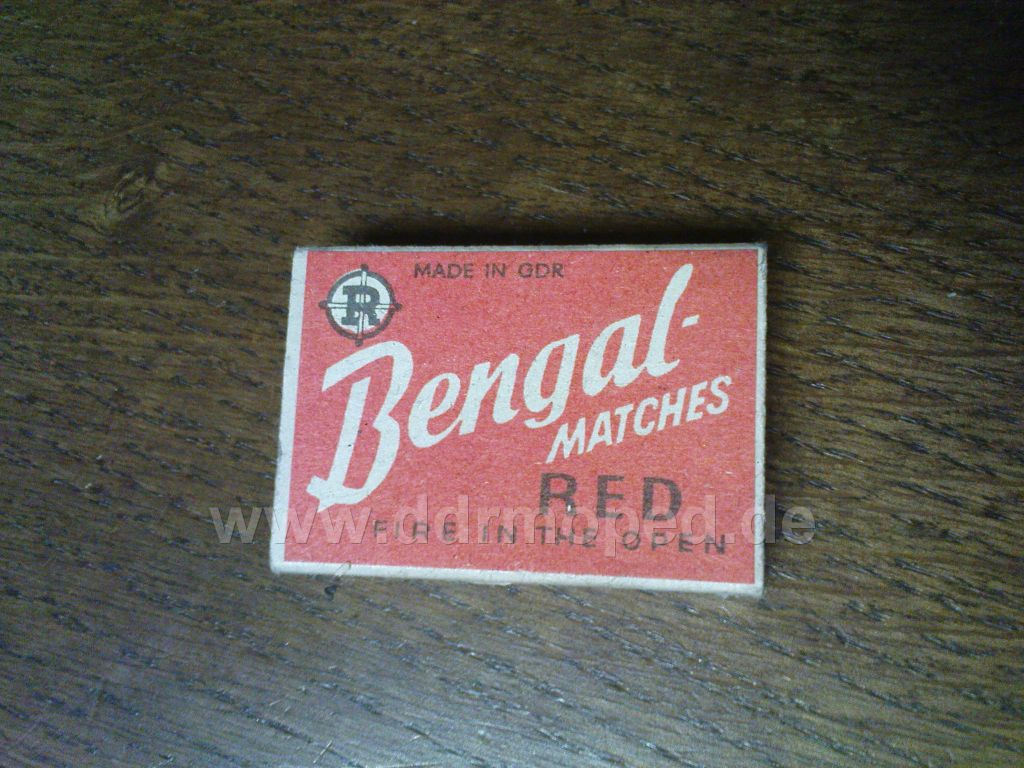 MADE IN GDR
R
Bengal-
MATCHES
RED
www.ddrmoped.de
FIRE IN THE OPEN